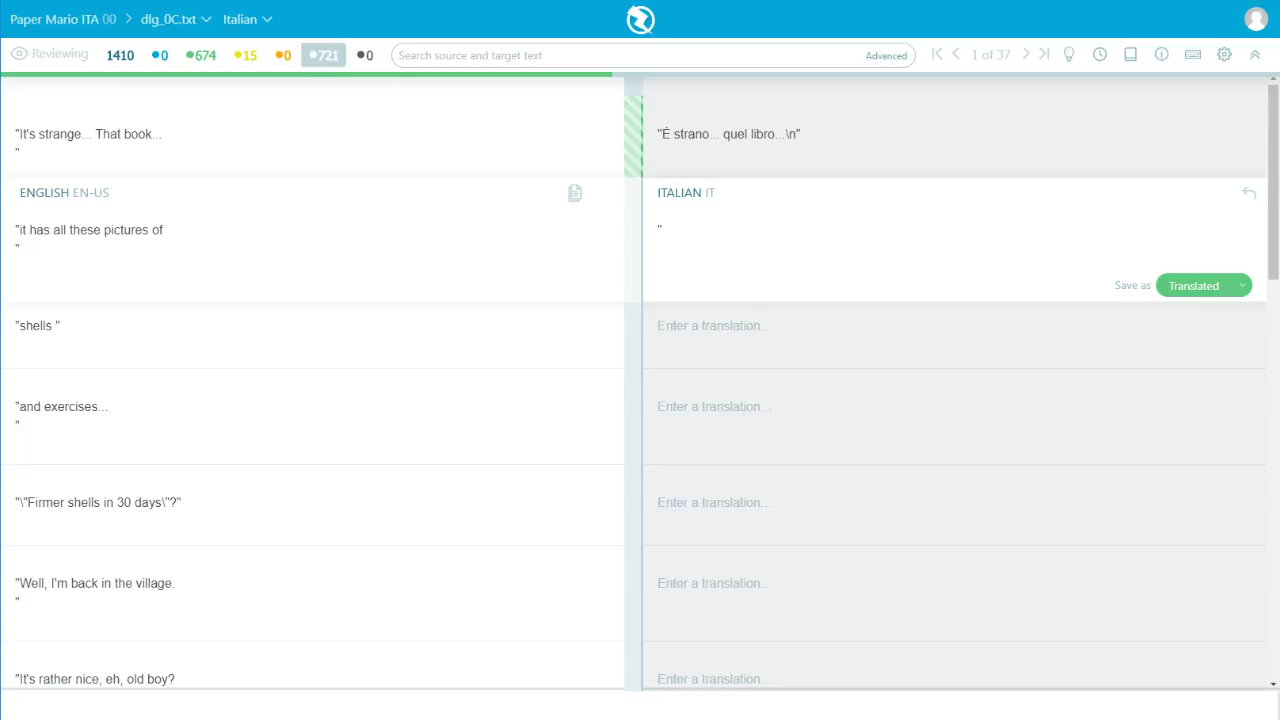 Paper Mario ITA 00 dlg_0C.txt Italian
Reviewing 1410 0 674 15 0 721 0 Search source and target text Advanced 1 of 37
"It's strange... That book...
"
"È strano... quel libro...\n"
ENGLISH EN-US
ITALIAN IT
"it has all these pictures of
"
"
Save as Translated
"shells "
Enter a translation...
"and exercises...
"
Enter a translation...
"\"Firmer shells in 30 days\"?"
Enter a translation...
"Well, I'm back in the village.
"
Enter a translation...
"It's rather nice, eh, old boy?
Enter a translation...